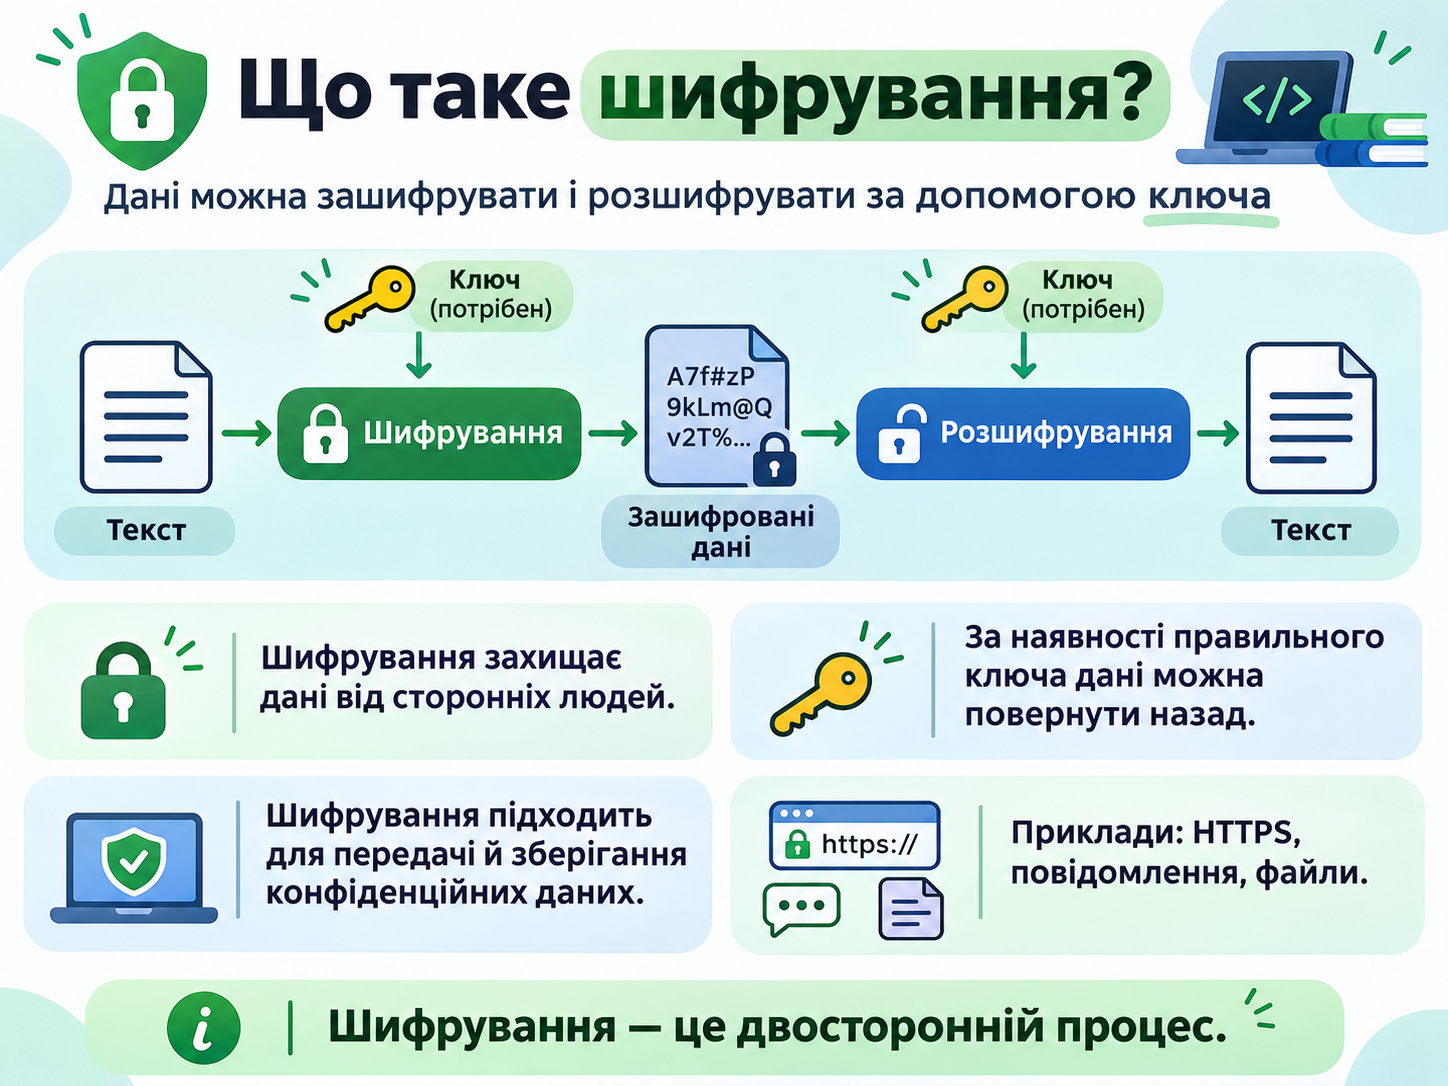 Що таке шифрування?
Дані можна зашифрувати і розшифрувати за допомогою ключа
Ключ
(потрібен)
Ключ
(потрібен)
A7f#zP
9kLm@Q
v2T%...
Шифрування
Розшифрування
Текст
Зашифровані
дані
Текст
Шифрування захищає
дані від сторонніх людей.
За наявності правильного
ключа дані можна
повернути назад.
Шифрування підходить
для передачі й зберігання
конфіденційних даних.
https://
Приклади: HTTPS,
повідомлення, файли.
Шифрування — це двосторонній процес.